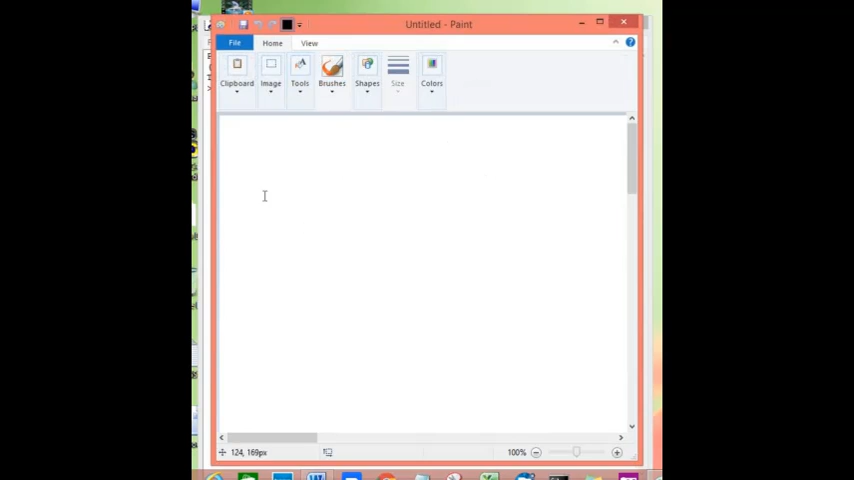 Untitled - Paint
File Home View
Clipboard Image Tools Brushes Shapes Size Colors
124, 169px 100%